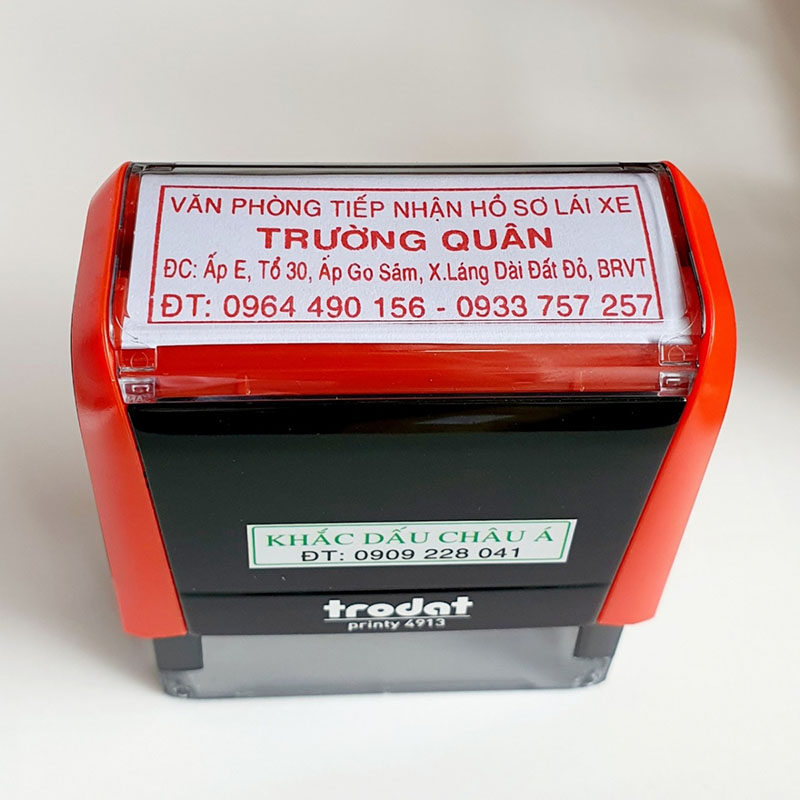 VĂN PHÒNG TIẾP NHẬN HỒ SƠ LÁI XE
TRƯỜNG QUÂN
ĐC: Ấp E, Tổ 30, Ấp Go Sám, X.Láng Dài Đất Đỏ, BRVT
ĐT: 0964 490 156 - 0933 757 257
KHẮC DẤU CHÂU Á
ĐT: 0909 228 041
trodat
printy 4913